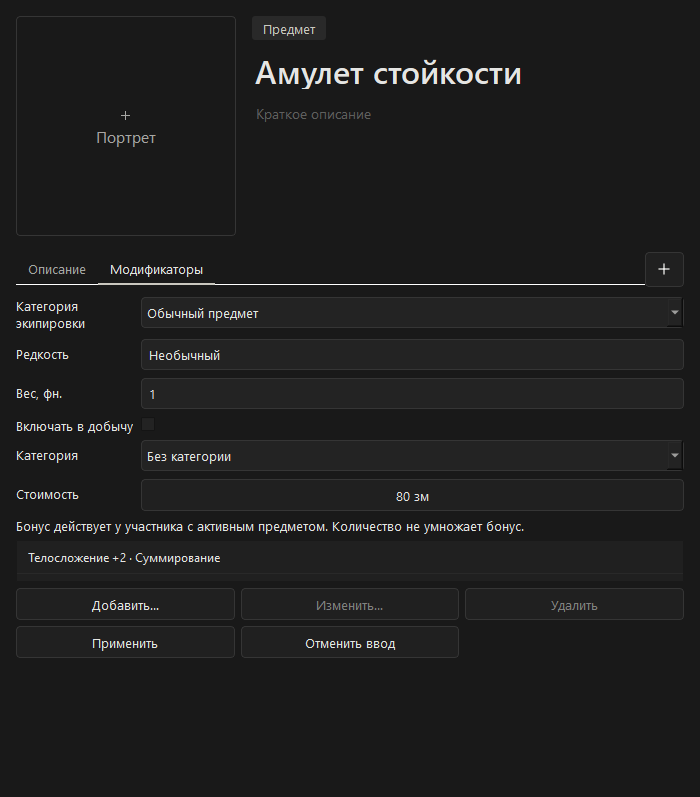 Предмет
Амулет стойкости
Краткое описание
+
Портрет
Описание
Модификаторы
+
Категория
экипировки
Обычный предмет
Редкость
Необычный
Вес, фн.
1
Включать в добычу
Категория
Без категории
Стоимость
80 зм
Бонус действует у участника с активным предметом. Количество не умножает бонус.
Телосложение +2 · Суммирование
Добавить...
Изменить...
Удалить
Применить
Отменить ввод